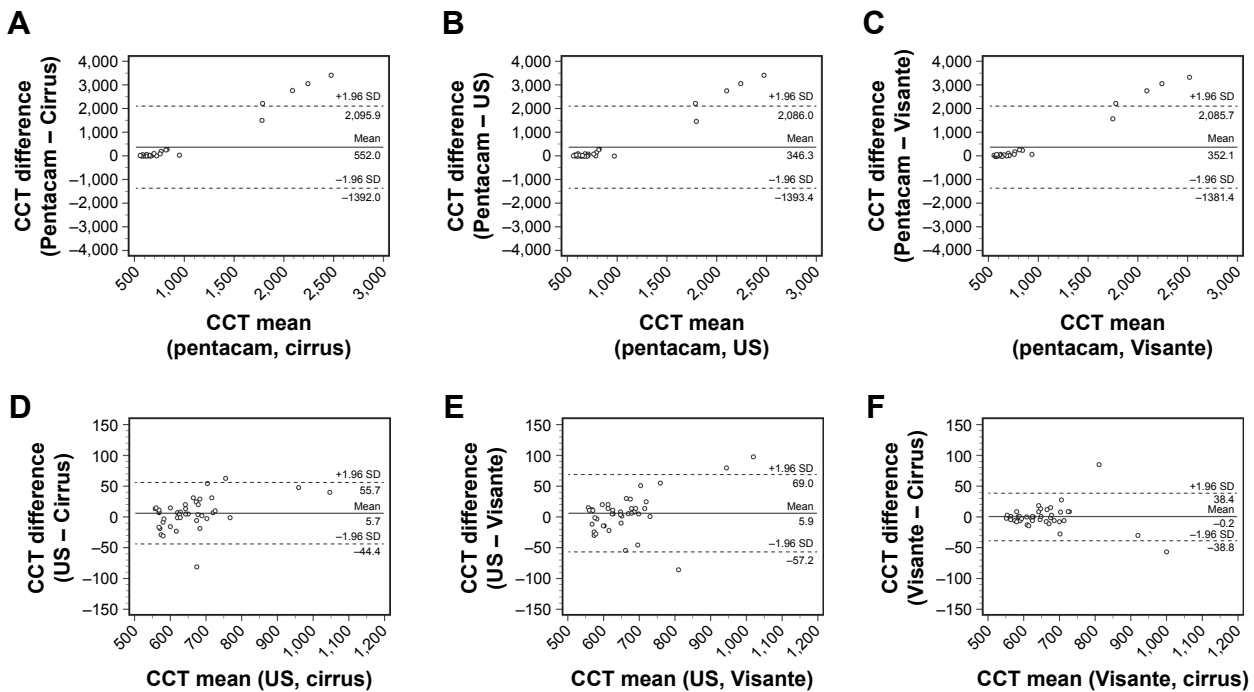 A
CCT difference
(Pentacam – Cirrus)
4,000
3,000
2,000
1,000
0
–1,000
–2,000
–3,000
–4,000
+1.96 SD
2,095.9
Mean
552.0
–1.96 SD
–1392.0
500
1,000
1,500
2,000
2,500
3,000
CCT mean
(pentacam, cirrus)
B
CCT difference
(Pentacam – US)
4,000
3,000
2,000
1,000
0
–1,000
–2,000
–3,000
–4,000
+1.96 SD
2,086.0
Mean
346.3
–1.96 SD
–1393.4
500
1,000
1,500
2,000
2,500
3,000
CCT mean
(pentacam, US)
C
CCT difference
(Pentacam – Visante)
4,000
3,000
2,000
1,000
0
–1,000
–2,000
–3,000
–4,000
+1.96 SD
2,085.7
Mean
352.1
–1.96 SD
–1381.4
500
1,000
1,500
2,000
2,500
3,000
CCT mean
(pentacam, Visante)
D
CCT difference
(US – Cirrus)
150
100
50
0
–50
–100
–150
+1.96 SD
55.7
Mean
5.7
–1.96 SD
–44.4
500
600
700
800
900
1,000
1,100
1,200
CCT mean (US, cirrus)
E
CCT difference
(US – Visante)
150
100
50
0
–50
–100
–150
+1.96 SD
69.0
Mean
5.9
–1.96 SD
–57.2
500
600
700
800
900
1,000
1,100
1,200
CCT mean (US, Visante)
F
CCT difference
(Visante – Cirrus)
150
100
50
0
–50
–100
–150
+1.96 SD
38.4
Mean
–0.2
–1.96 SD
–38.8
500
600
700
800
900
1,000
1,100
1,200
CCT mean (Visante, cirrus)